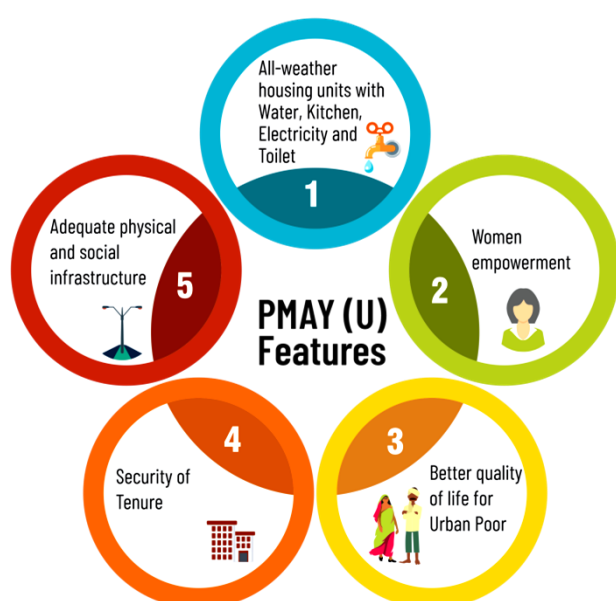 All-weather
housing units with
Water, Kitchen,
Electricity and
Toilet
1
Women
empowerment
2
Better quality
of life for
Urban Poor
3
Security of
Tenure
4
Adequate physical
and social
infrastructure
5
PMAY (U)
Features